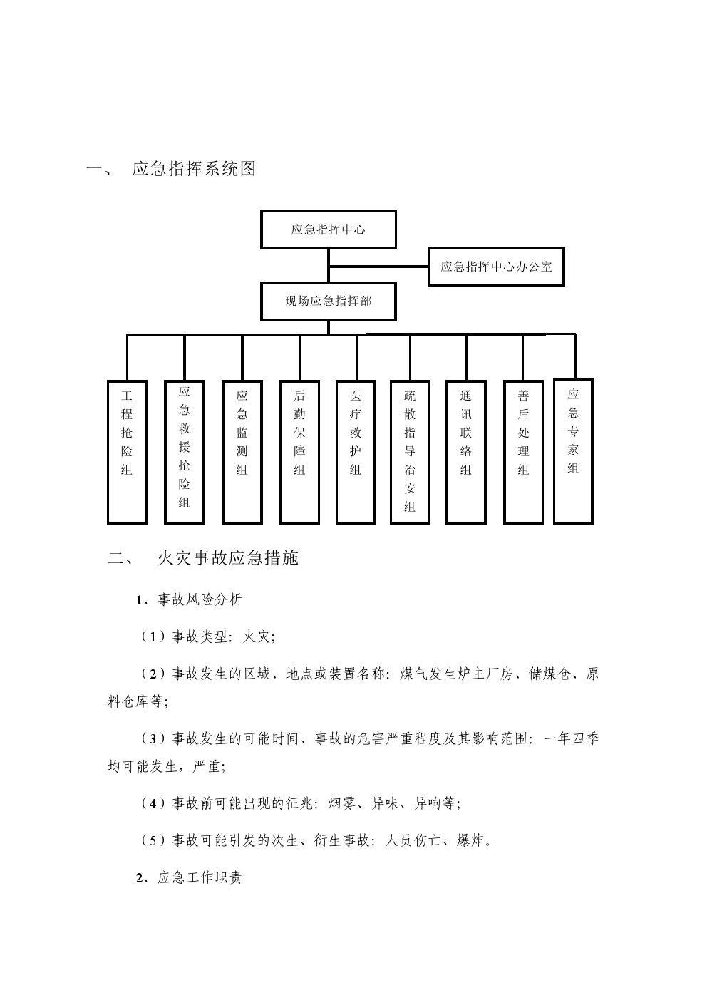 一、 应急指挥系统图
应急指挥中心
应急指挥中心办公室
现场应急指挥部
工程抢险组
应急救援抢险组
应急监测组
后勤保障组
医疗救护组
疏散指导治安组
通讯联络组
善后处理组
应急专家组
二、 火灾事故应急措施
1、事故风险分析
（1）事故类型：火灾；
（2）事故发生的区域、地点或装置名称：煤气发生炉主厂房、储煤仓、原
料仓库等；
（3）事故发生的可能时间、事故的危害严重程度及其影响范围：一年四季
均可能发生，严重；
（4）事故前可能出现的征兆：烟雾、异味、异响等；
（5）事故可能引发的次生、衍生事故：人员伤亡、爆炸。
2、应急工作职责